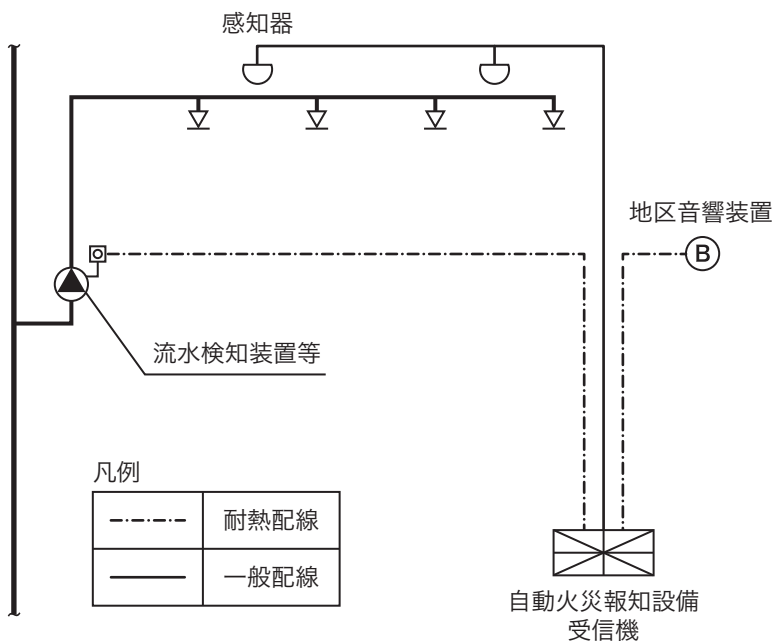 感知器
地区音響装置
B
流水検知装置等
凡例
耐熱配線
一般配線
自動火災報知設備
受信機